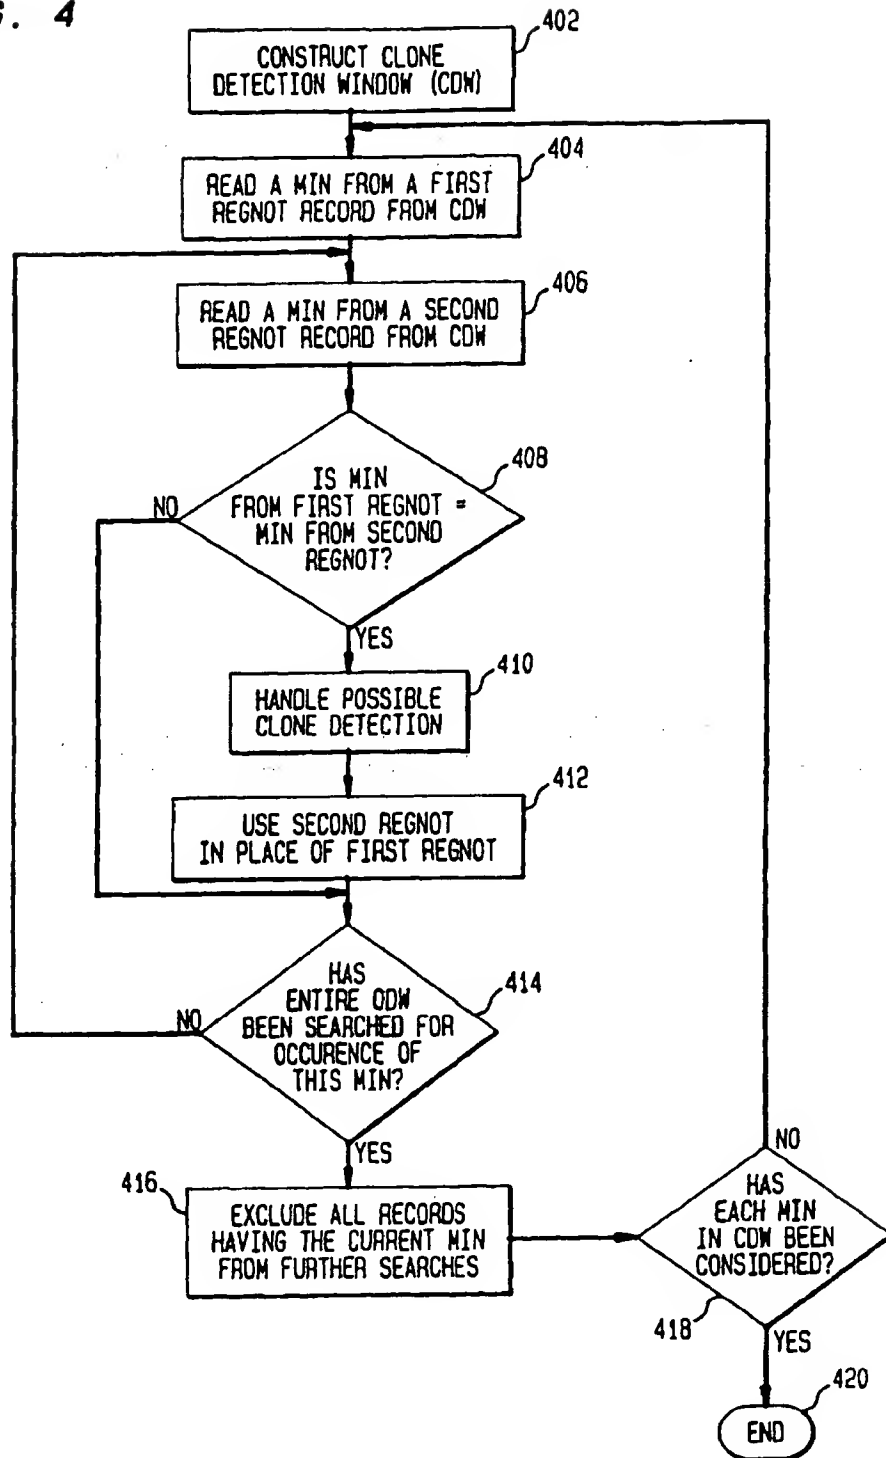 G. 4
402
CONSTRUCT CLONE
DETECTION WINDOW (CDW)
404
READ A MIN FROM A FIRST
REGNOT RECORD FROM CDW
406
READ A MIN FROM A SECOND
REGNOT RECORD FROM CDW
408
IS MIN
FROM FIRST REGNOT =
MIN FROM SECOND
REGNOT?
NO
YES
410
HANDLE POSSIBLE
CLONE DETECTION
412
USE SECOND REGNOT
IN PLACE OF FIRST REGNOT
414
HAS
ENTIRE ODW
BEEN SEARCHED FOR
OCCURENCE OF
THIS MIN?
NO
YES
416
EXCLUDE ALL RECORDS
HAVING THE CURRENT MIN
FROM FURTHER SEARCHES
NO
HAS
EACH MIN
IN CDW BEEN
CONSIDERED?
418
YES
420
END